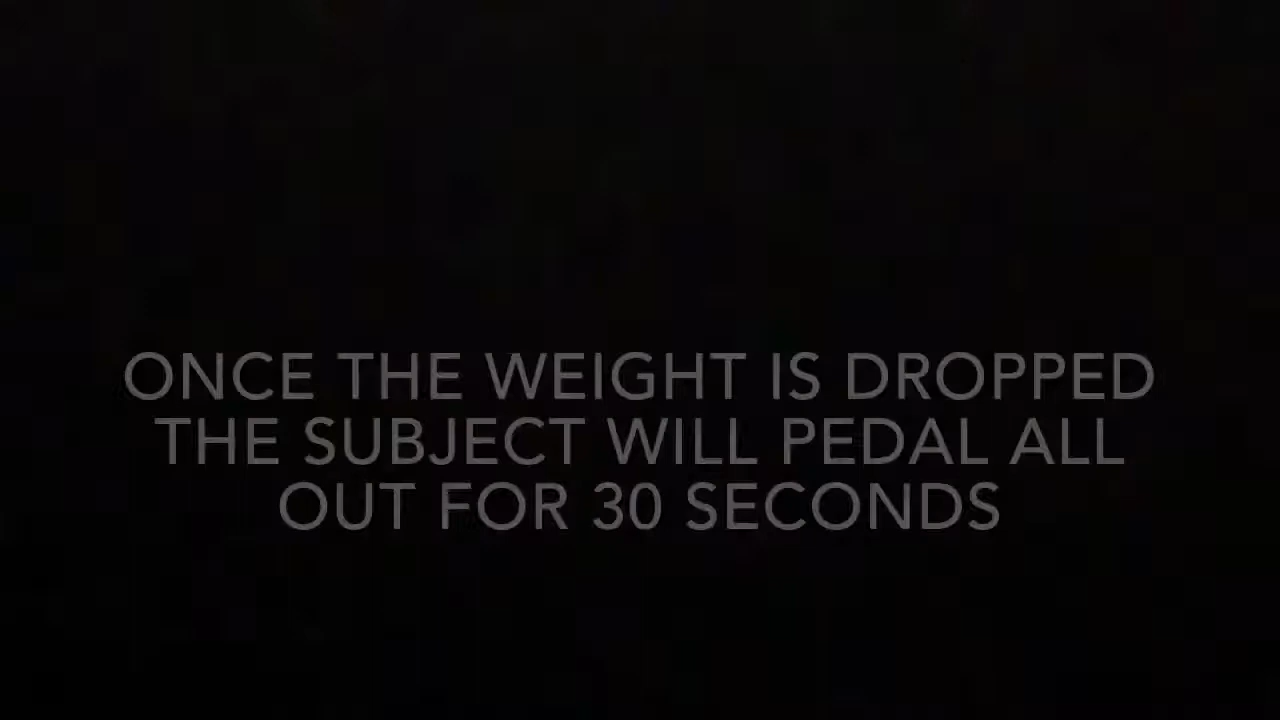 ONCE THE WEIGHT IS DROPPED
THE SUBJECT WILL PEDAL ALL
OUT FOR 30 SECONDS